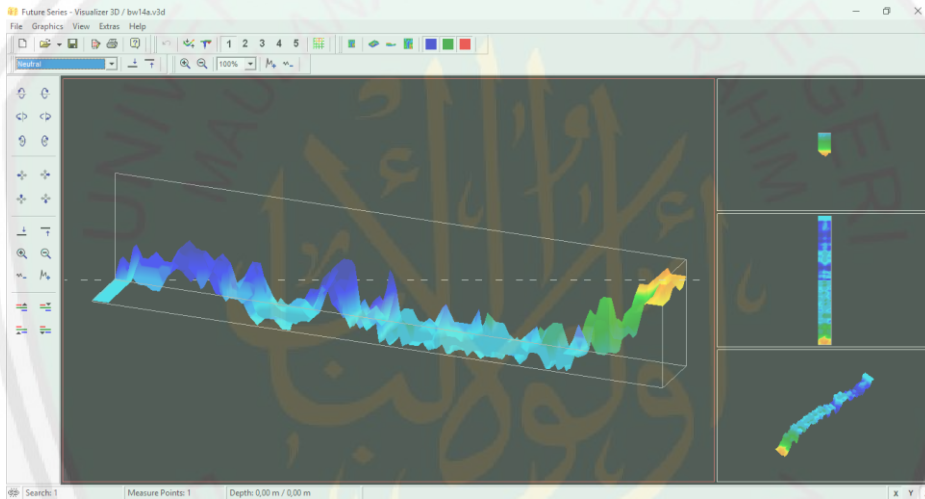 Future Series - Visualizer 3D / bw14a.v3d
File Graphics View Extras Help
1 2 3 4 5
Neutral
100%
Search: 1 Measure Points: 1 Depth: 0,00 m / 0,00 m X Y